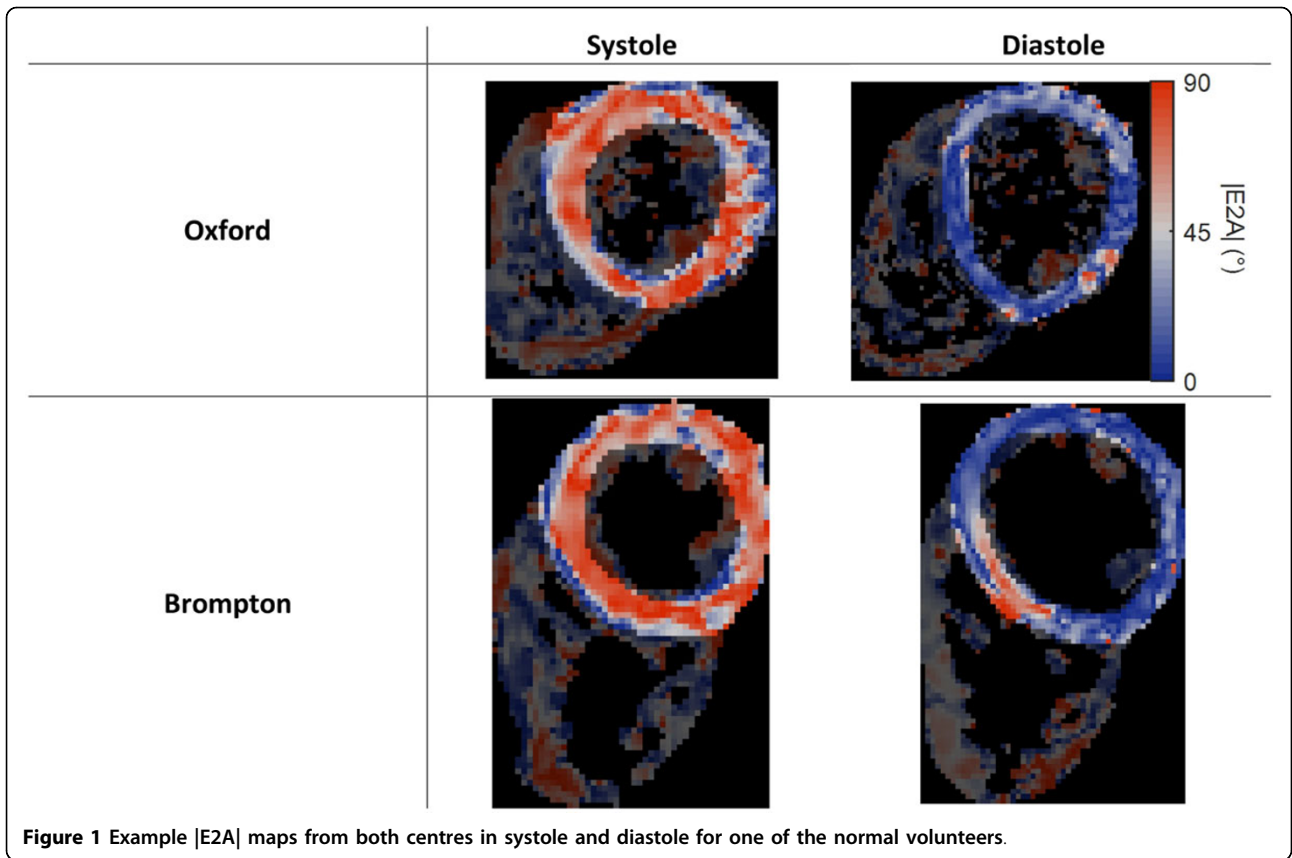 Systole
Diastole
Oxford
90
45
0
|E2A| (°)
Brompton
Figure 1 Example |E2A| maps from both centres in systole and diastole for one of the normal volunteers.